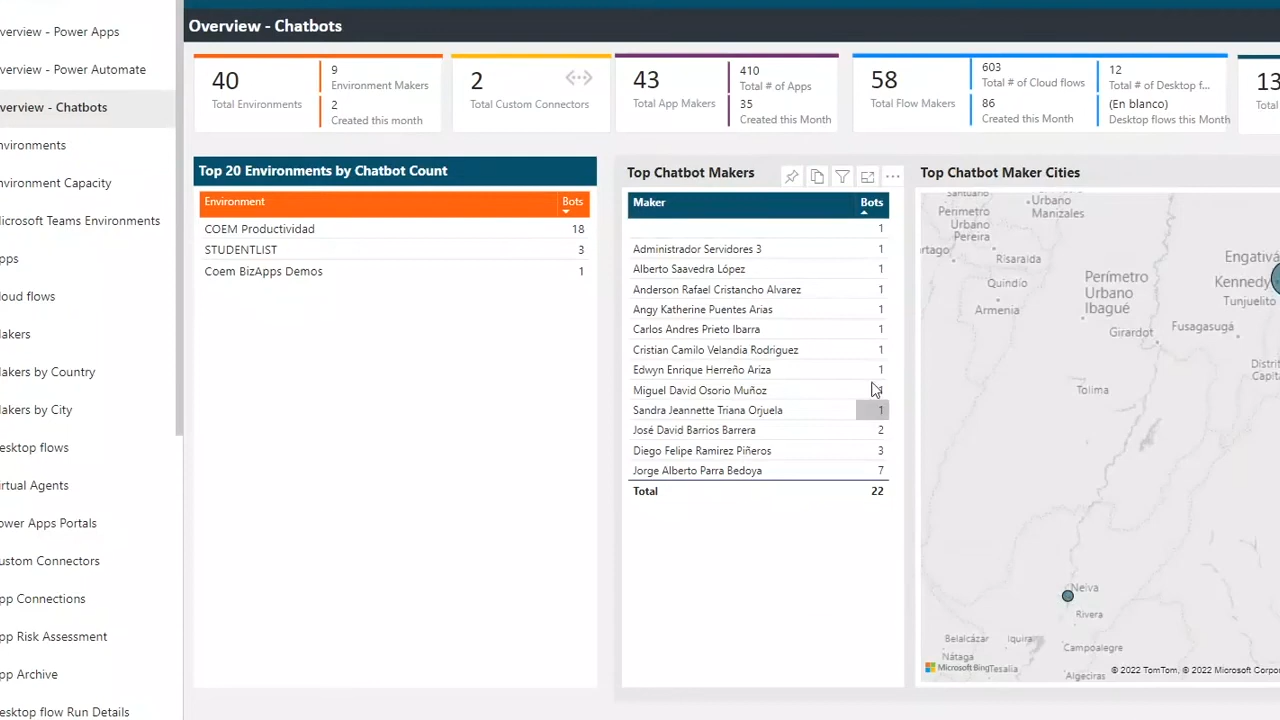 verview - Power Apps
verview - Power Automate
verview - Chatbots
nvironments
nvironment Capacity
icrosoft Teams Environments
pps
loud flows
akers
akers by Country
akers by City
esktop flows
irtual Agents
ower Apps Portals
ustom Connectors
pp Connections
pp Risk Assessment
pp Archive
esktop flow Run Details
Overview - Chatbots
40
Total Environments
9
Environment Makers
2
Created this month
2
Total Custom Connectors
43
Total App Makers
410
Total # of Apps
35
Created this Month
58
Total Flow Makers
603
Total # of Cloud flows
86
Created this Month
12
Total # of Desktop f...
(En blanco)
Desktop flows this Month
13
Total
Top 20 Environments by Chatbot Count
Environment Bots
COEM Productividad 18
STUDENTLIST 3
Coem BizApps Demos 1
Top Chatbot Makers
Maker Bots
1
Administrador Servidores 3 1
Alberto Saavedra López 1
Anderson Rafael Cristancho Alvarez 1
Angy Katherine Puentes Arias 1
Carlos Andres Prieto Ibarra 1
Cristian Camilo Velandia Rodriguez 1
Edwyn Enrique Herreño Ariza 1
Miguel David Osorio Muñoz
Sandra Jeannette Triana Orjuela 1
José David Barrios Barrera 2
Diego Felipe Ramirez Piñeros 3
Jorge Alberto Parra Bedoya 7
Total 22
Top Chatbot Maker Cities
Santuario
Perimetro
Urbano
Pereira
Urbano
Manizales
rtago
Risaralda
Quindío
Armenia
Perímetro
Urbano
Ibagué
Girardot
Fusagasugá
Engativá
Kennedy
Tunjuelito
Distrit
Capita
Tolima
Neiva
Rivera
Belalcázar
Iquira
Nátaga
Tesalia
Campoalegre
Algeciras
Microsoft Bing
© 2022 TomTom, © 2022 Microsoft Corpor